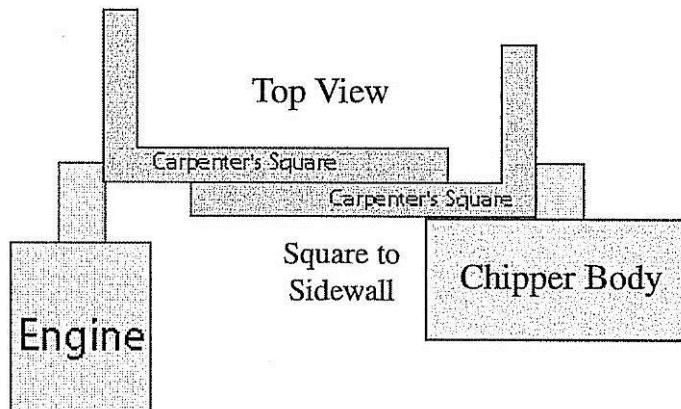 Top View
Carpenter's Square
Carpenter's Square
Square to
Sidewall
Chipper Body
Engine